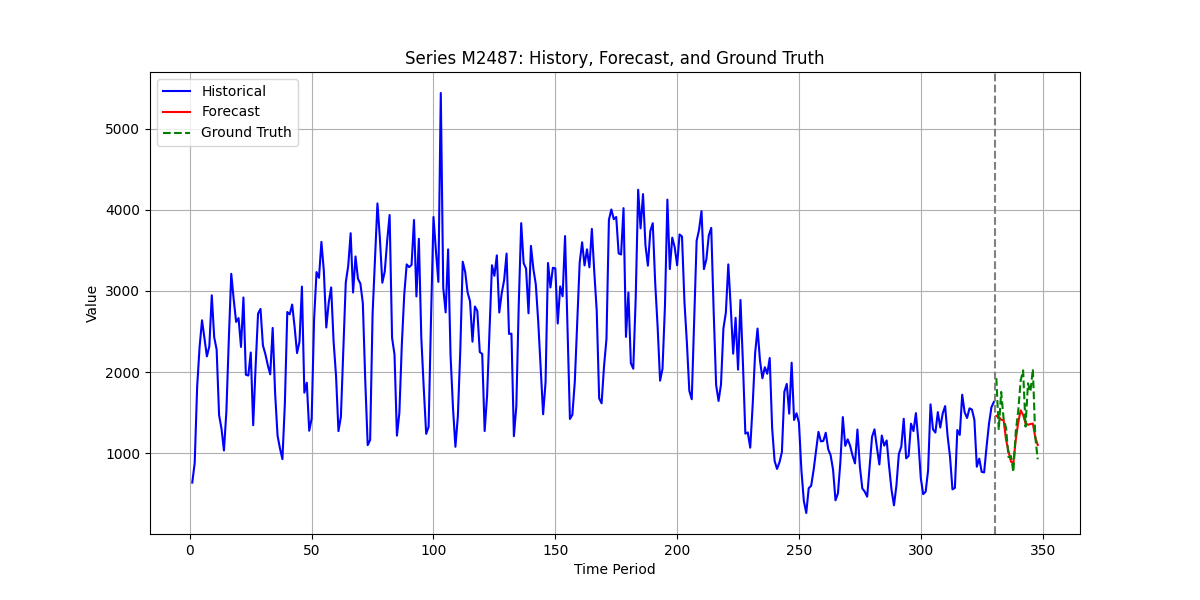 Series M2487: History, Forecast, and Ground Truth
Historical
Forecast
Ground Truth
5000
4000
3000
2000
1000
Value
0 50 100 150 200 250 300 350
Time Period